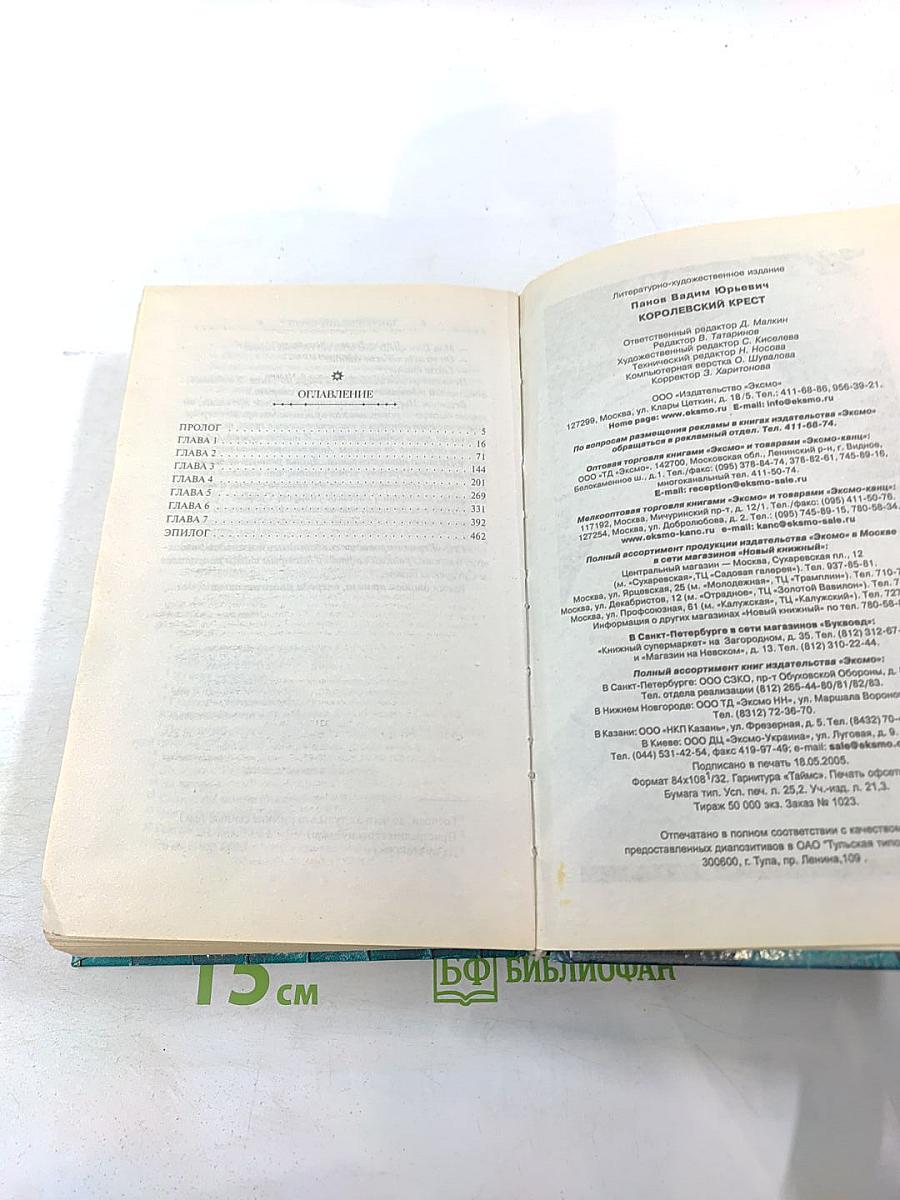 ОГЛАВЛЕНИЕ
ПРОЛОГ 5
ГЛАВА 1 16
ГЛАВА 2 71
ГЛАВА 3 144
ГЛАВА 4 201
ГЛАВА 5 269
ГЛАВА 6 331
ГЛАВА 7 392
ЭПИЛОГ 462
Литературно-художественное издание
Панов Вадим Юрьевич
КОРОЛЕВСКИЙ КРЕСТ
Ответственный редактор Д. Малкин
Редактор В. Татаринов
Художественный редактор С. Киселева
Технический редактор Н. Носова
Компьютерная верстка О. Шувалова
Корректор З. Харитонова
ООО «Издательство «Эксмо»
127299, Москва, ул. Клары Цеткин, д. 18/5. Тел.: 411-68-86, 956-39-21.
Home page: www.eksmo.ru E-mail: info@eksmo.ru
По вопросам размещения рекламы в книгах издательства «Эксмо»
обращаться в рекламный отдел. Тел. 411-68-74.
Оптовая торговля книгами «Эксмо» и товарами «Эксмо-канц»:
ООО «ТД «Эксмо». 142700, Московская обл., Ленинский р-н, г. Видное,
Белокаменное ш., д.1. Тел./факс: (095) 378-84-74, 378-82-61, 745-89-16,
многоканальный тел. 411-50-74.
E-mail: reception@eksmo-sale.ru
Мелкооптовая торговля книгами «Эксмо» и товарами «Эксмо-канц»:
117192, Москва, Мичуринский пр-т, д. 12/1. Тел./факс: (095) 411-50-76.
127254, Москва, ул. Добролюбова, д. 2. Тел.: (095) 745-89-15, 780-58-34.
www.eksmo-kanc.ru e-mail: kanc@eksmo-sale.ru
Полный ассортимент продукции издательства «Эксмо» в Москве
в сети магазинов «Новый книжный»:
Центральный магазин — Москва, Сухаревская пл., 12
(м. «Сухаревская»,ТЦ «Садовая галерея»). Тел. 937-85-81.
Москва, ул. Ярцевская, 25 (м. «Молодежная», ТЦ «Трамплин»). Тел. 710-7
Москва, ул. Декабристов, 12 (м. «Отрадное», ТЦ «Золотой Вавилон»). Тел. 7
Москва, ул. Профсоюзная, 61 (м. «Калужская», ТЦ «Калужский»). Тел. 727
Информация о других магазинах «Новый книжный» по тел. 780-58-
В Санкт-Петербурге в сети магазинов «Буквоед»:
«Книжный супермаркет» на Загородном, д. 35. Тел. (812) 312-67-
и «Магазин на Невском», д. 13. Тел. (812) 310-22-44.
Полный ассортимент книг издательства «Эксмо»:
В Санкт-Петербурге: ООО СЗКО, пр-т Обуховской Обороны, д.
Тел. отдела реализации (812) 265-44-80/81/82/83.
В Нижнем Новгороде: ООО ТД «Эксмо НН», ул. Маршала Воронов
Тел. (8312) 72-36-70.
В Казани: ООО «НКП Казань», ул. Фрезерная, д. 5. Тел. (8432) 70-4
В Киеве: ООО ДЦ «Эксмо-Украина», ул. Луговая, д. 9.
Тел. (044) 531-42-54, факс 419-97-49; e-mail: sale@eksmo.
Подписано в печать 18.05.2005.
Формат 84x108 1/32. Гарнитура «Таймс». Печать офсет
Бумага тип. Усл. печ. л. 25,2. Уч.-изд. л. 21,3.
Тираж 50 000 экз. Заказ № 1023.
Отпечатано в полном соответствии с качеством
предоставленных диапозитивов в ОАО "Тульская типо
300600, г. Тула, пр. Ленина,109 .
15 см
БФ БИБЛИОФАН